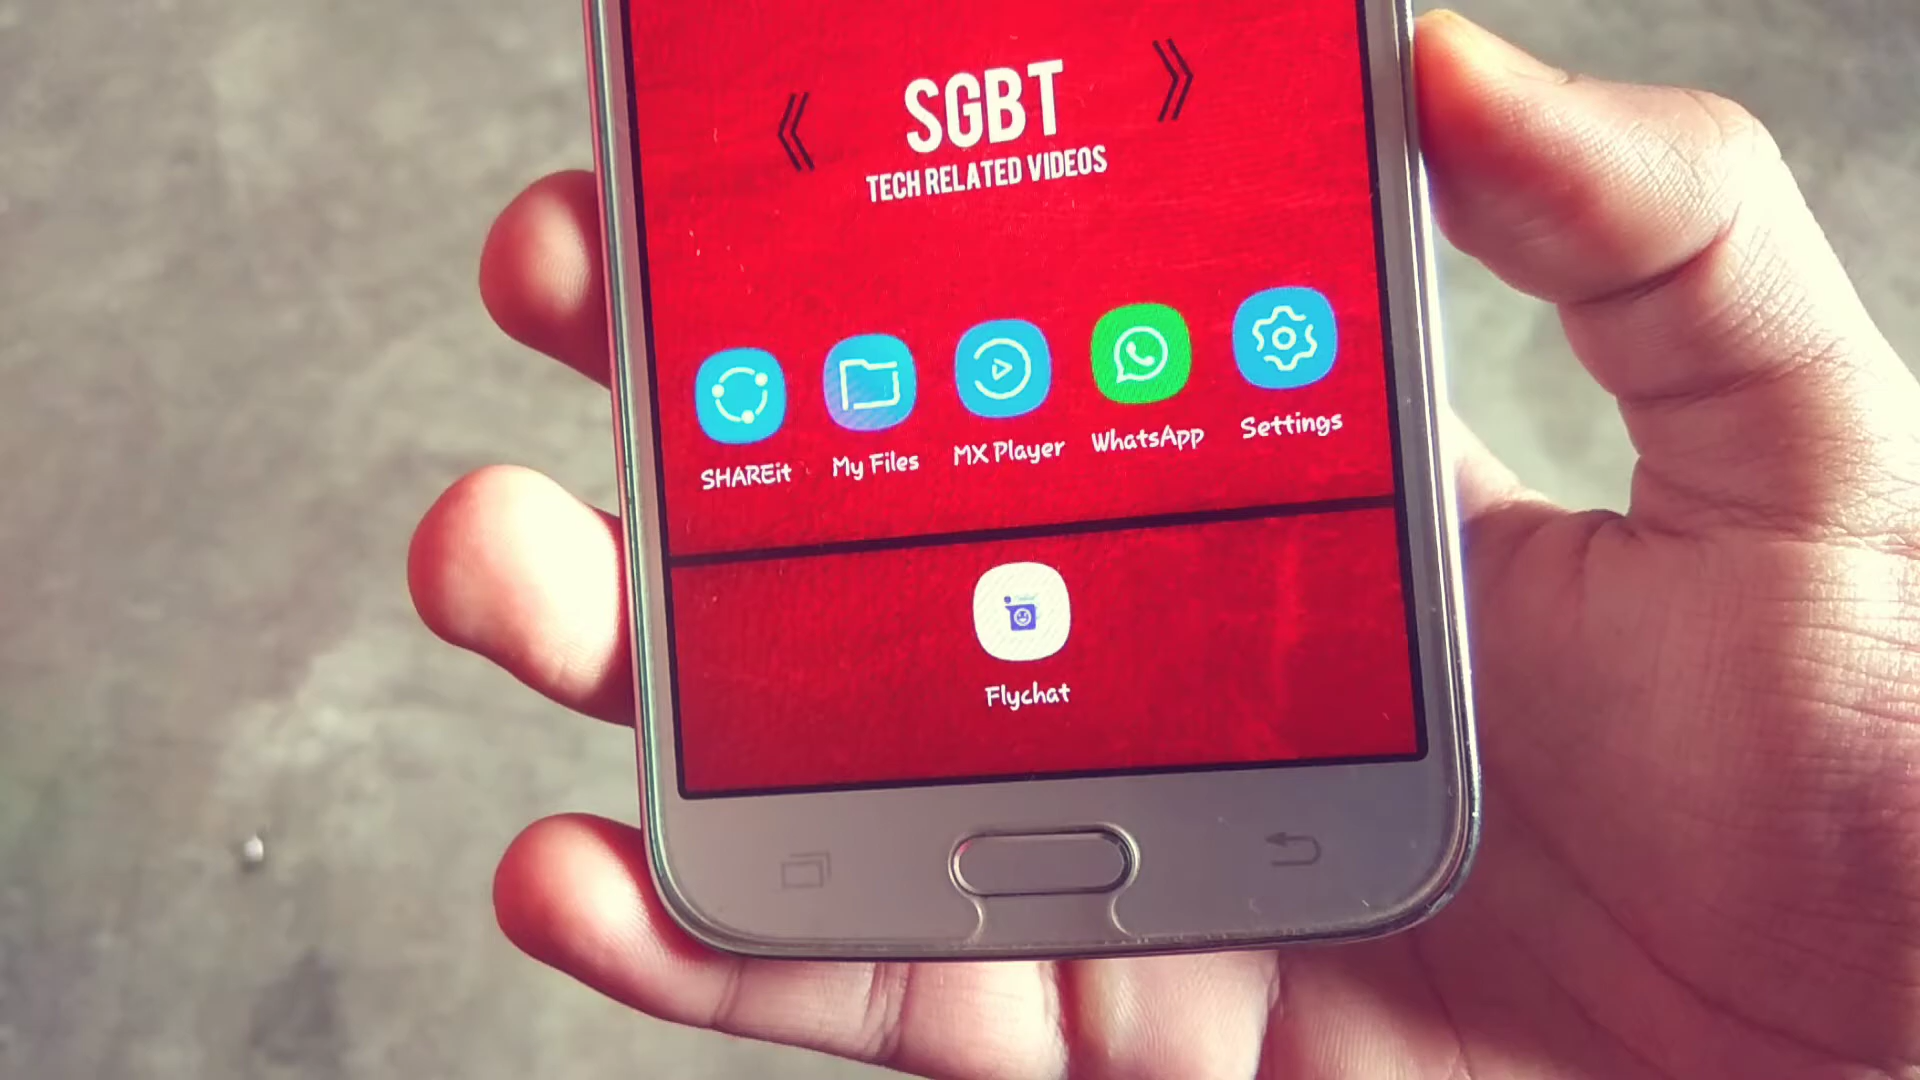 SGBT
TECH RELATED VIDEOS
SHAREit My Files MX Player WhatsApp Settings
Flychat